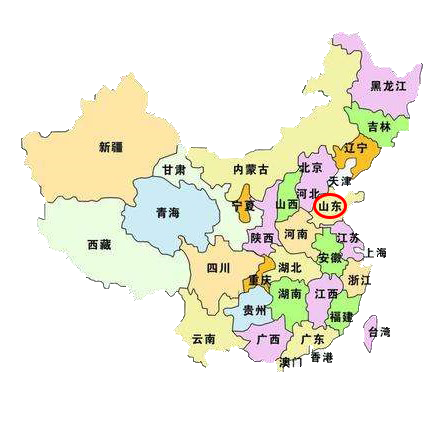 黑龙江
吉林
辽宁
新疆
甘肃
内蒙古
北京
天津
河北
宁夏
山西
山东
青海
陕西
河南
江苏
西藏
安徽
上海
四川
重庆
湖北
浙江
湖南
江西
贵州
福建
云南
广西
广东
台湾
香港
澳门